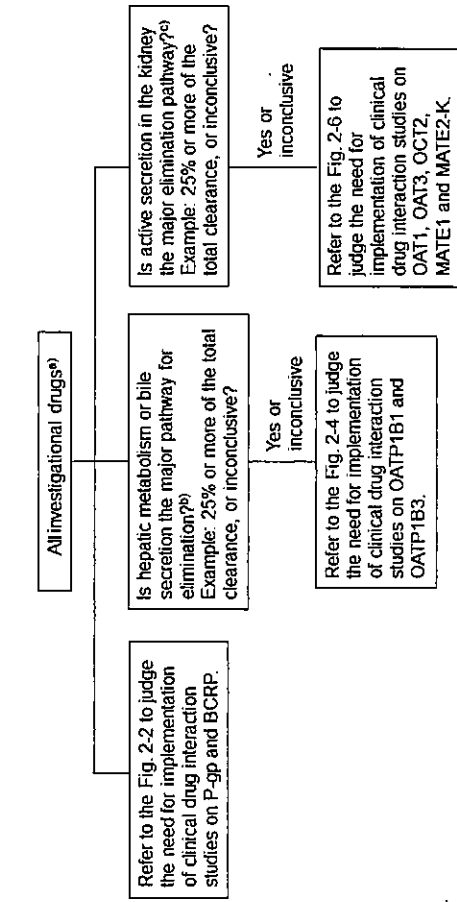 All investigational drugsᵃ⁾
Refer to the Fig. 2-2 to judge
the need for implementation
of clinical drug interaction
studies on P-gp and BCRP.
Is hepatic metabolism or bile
secretion the major pathway for
elimination?ᵇ⁾
Example: 25% or more of the total
clearance, or inconclusive?
Yes or
inconclusive
Refer to the Fig. 2-4 to judge
the need for implementation
of clinical drug interaction
studies on OATP1B1 and
OATP1B3.
Is active secretion in the kidney
the major elimination pathway?ᶜ⁾
Example: 25% or more of the
total clearance, or inconclusive?
Yes or
inconclusive
Refer to the Fig. 2-6 to
judge the need for
implementation of clinical
drug interaction studies on
OAT1, OAT3, OCT2,
MATE1 and MATE2-K.